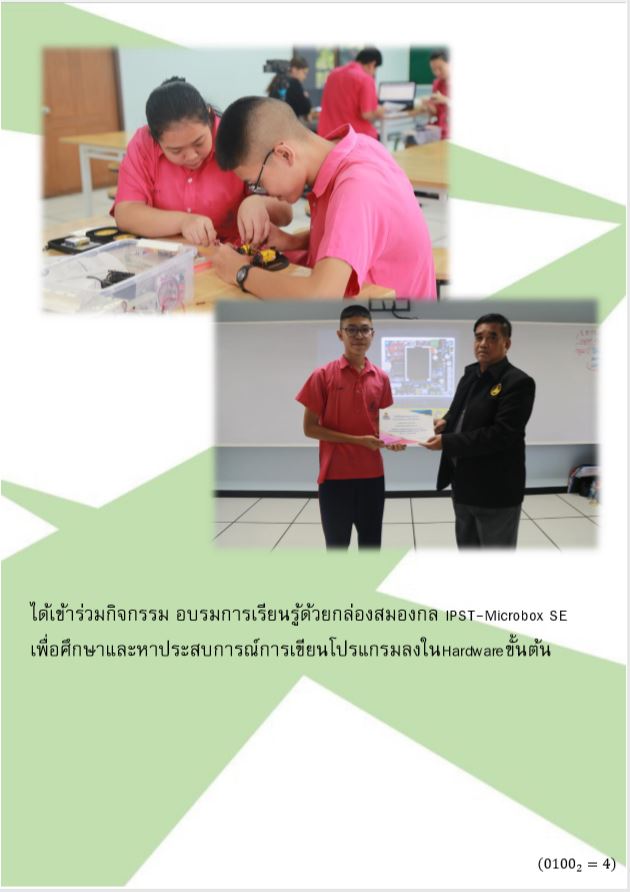 ได้เข้าร่วมกิจกรรม อบรมการเรียนรู้ด้วยกล่องสมองกล IPST-Microbox SE
เพื่อศึกษาและหาประสบการณ์การเขียนโปรแกรมลงในHardwareขั้นต้น
(0100₂ = 4)